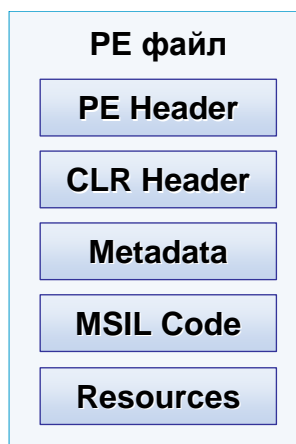 PE файл
PE Header
CLR Header
Metadata
MSIL Code
Resources